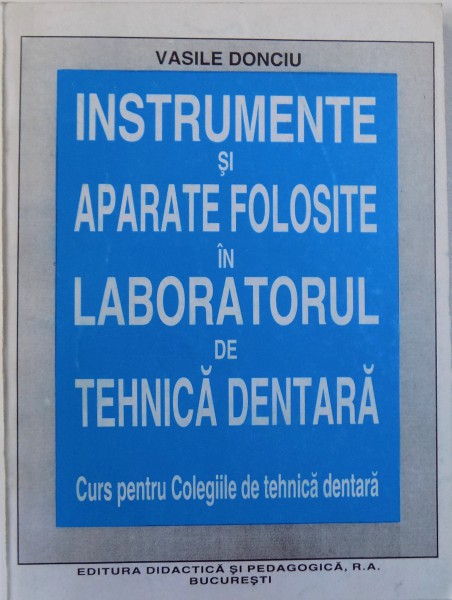 VASILE DONCIU
INSTRUMENTE
ŞI
APARATE FOLOSITE
ÎN
LABORATORUL
DE
TEHNICĂ DENTARĂ
Curs pentru Colegiile de tehnică dentară
EDITURA DIDACTICĂ ŞI PEDAGOGICĂ, R.A.
BUCUREŞTI